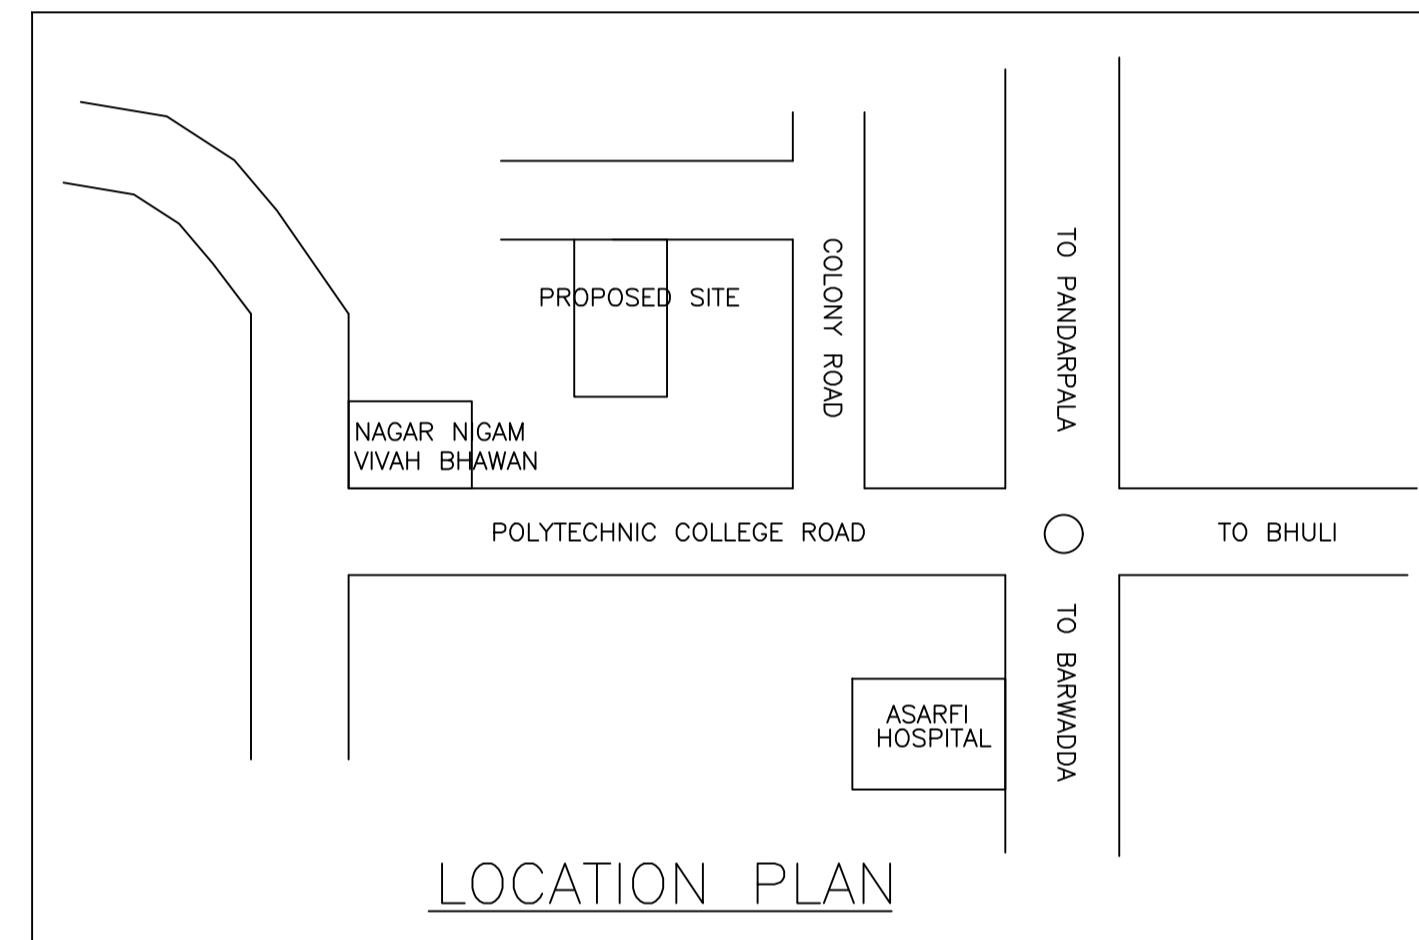 PROPOSED SITE
COLONY ROAD
TO PANDARPALA
NAGAR NIGAM
VIVAH BHAWAN
POLYTECHNIC COLLEGE ROAD
TO BHULI
TO BARWADDA
ASARFI
HOSPITAL
LOCATION PLAN